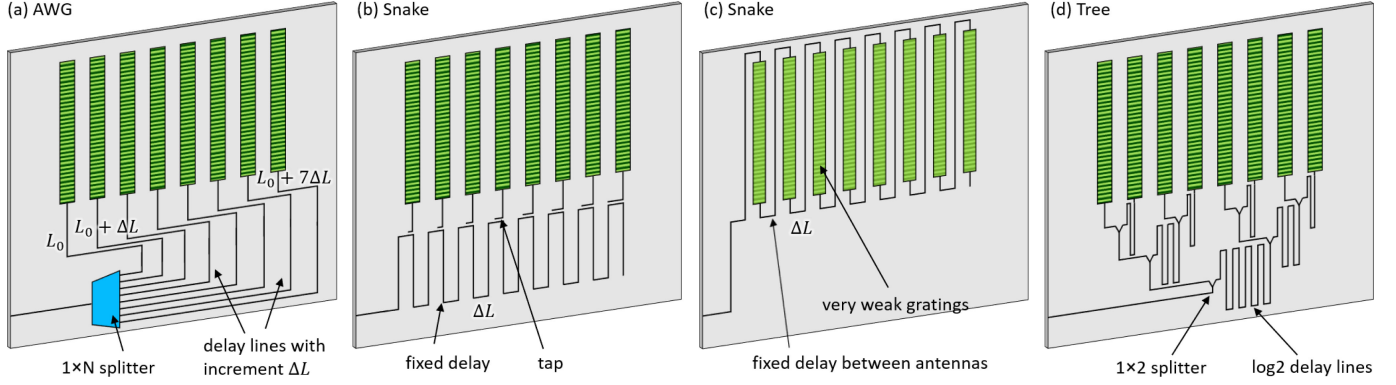 (a) AWG
L₀
L₀ + ΔL
L₀ + 7ΔL
1×N splitter
delay lines with
increment ΔL
(b) Snake
ΔL
fixed delay
tap
(c) Snake
ΔL
very weak gratings
fixed delay between antennas
(d) Tree
1×2 splitter
log2 delay lines